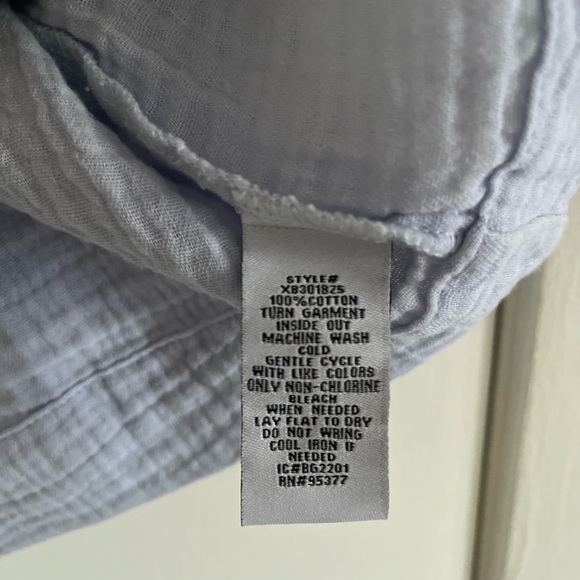 STYLE#
XB301825
100%COTTON
TURN GARMENT
INSIDE OUT
MACHINE WASH
COLD
GENTLE CYCLE
WITH LIKE COLORS
ONLY NON-CHLORINE
BLEACH
WHEN NEEDED
LAY FLAT TO DRY
DO NOT WRING
COOL IRON IF
NEEDED
IC#BG2201
RN#95377